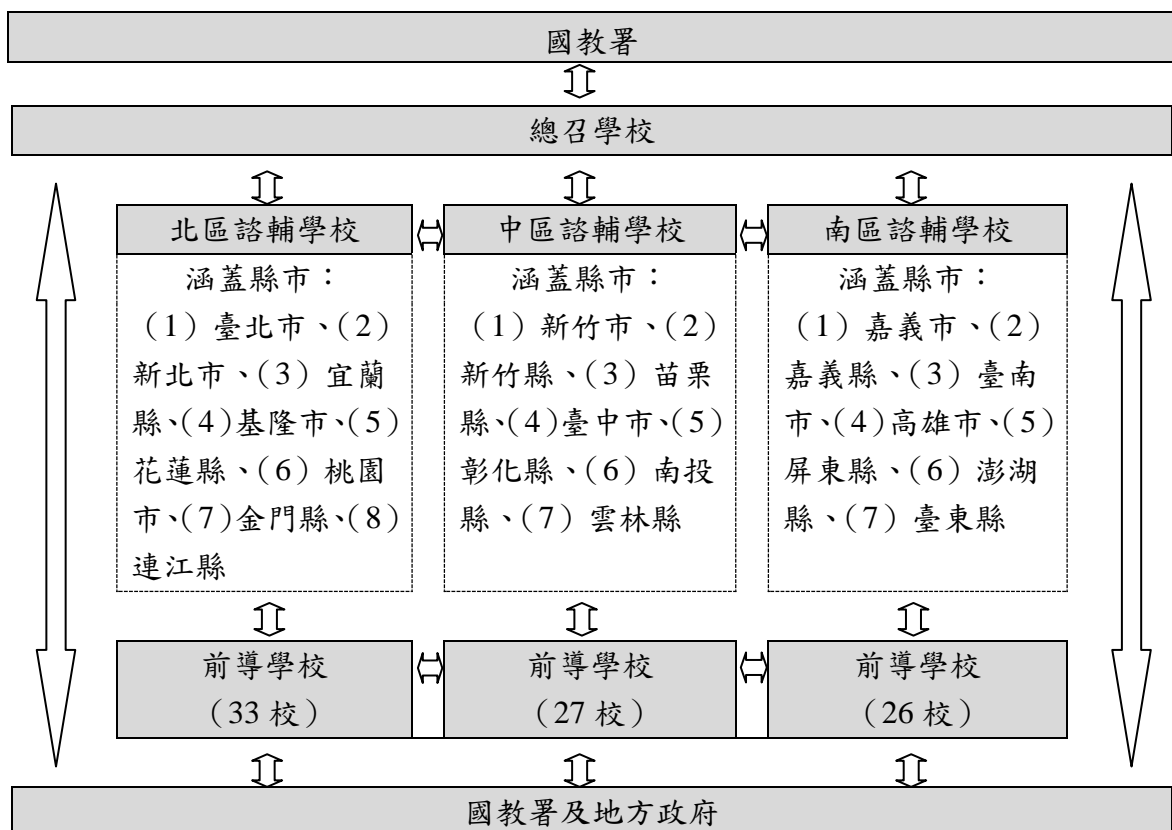 國教署
總召學校
北區諮輔學校
涵蓋縣市：
（1）臺北市、（2）
新北市、（3）宜蘭
縣、（4）基隆市、（5）
花蓮縣、（6）桃園
市、（7）金門縣、（8）
連江縣
中區諮輔學校
涵蓋縣市：
（1）新竹市、（2）
新竹縣、（3）苗栗
縣、（4）臺中市、（5）
彰化縣、（6）南投
縣、（7）雲林縣
南區諮輔學校
涵蓋縣市：
（1）嘉義市、（2）
嘉義縣、（3）臺南
市、（4）高雄市、（5）
屏東縣、（6）澎湖
縣、（7）臺東縣
前導學校
（33 校）
前導學校
（27 校）
前導學校
（26 校）
國教署及地方政府